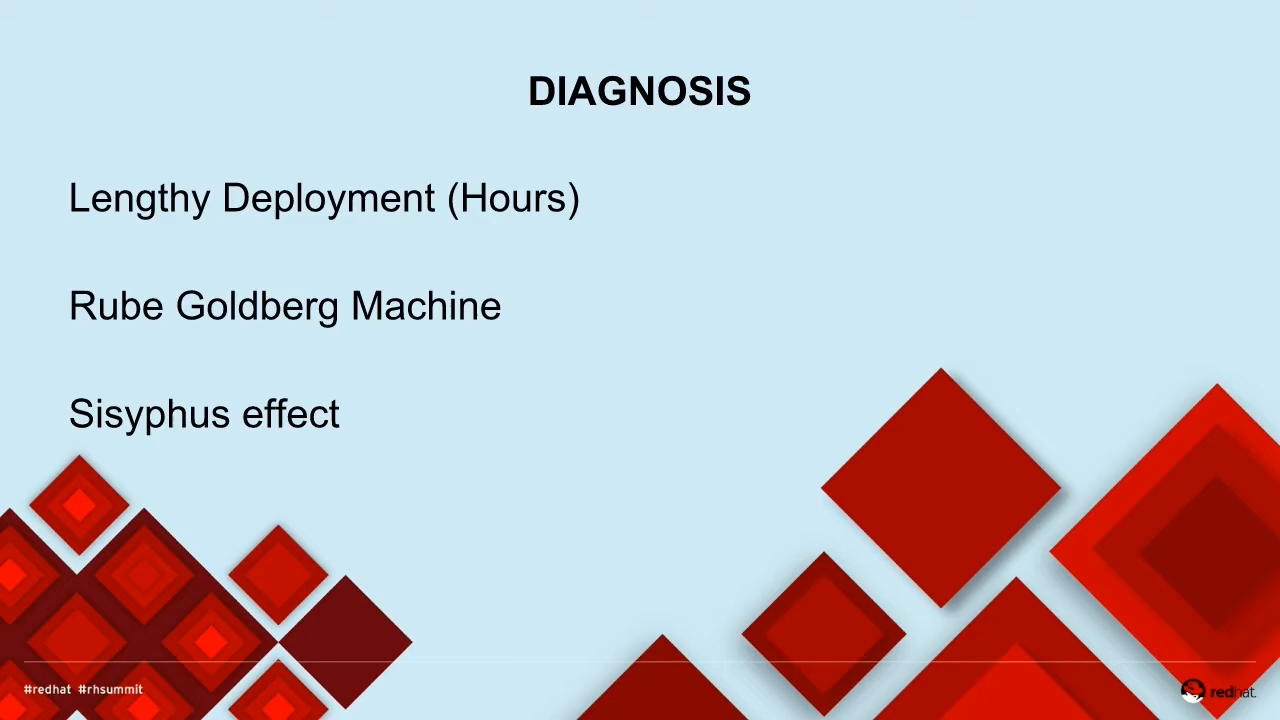 DIAGNOSIS
Lengthy Deployment (Hours)
Rube Goldberg Machine
Sisyphus effect
#redhat #rhsummit
redhat.